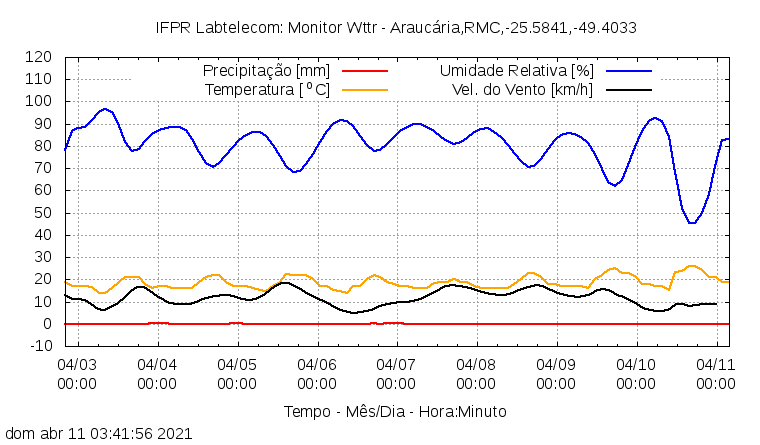 IFPR Labtelecom: Monitor Wttr - Araucária,RMC,-25.5841,-49.4033
Precipitação [mm]
Temperatura [ºC]
Umidade Relativa [%]
Vel. do Vento [km/h]
120
110
100
90
80
70
60
50
40
30
20
10
0
-10
04/03 04/04 04/05 04/06 04/07 04/08 04/09 04/10 04/11
00:00 00:00 00:00 00:00 00:00 00:00 00:00 00:00 00:00
Tempo - Mês/Dia - Hora:Minuto
dom abr 11 03:41:56 2021